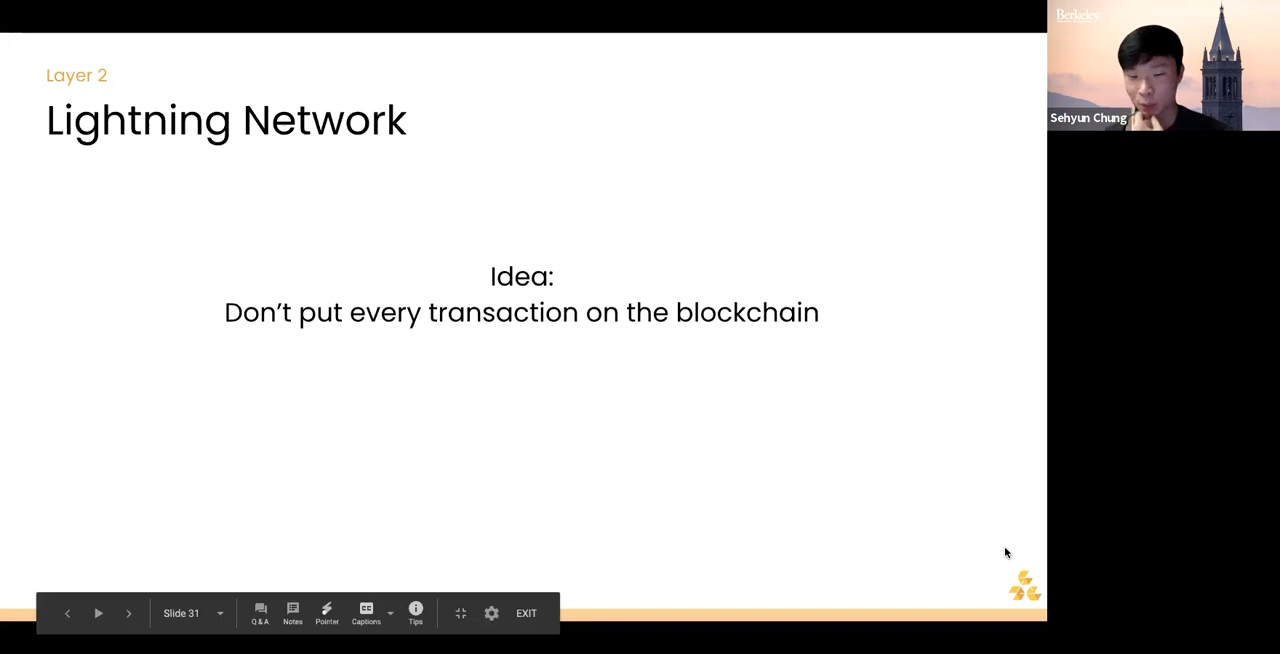 Layer 2
Lightning Network
Idea:
Don’t put every transaction on the blockchain
Berkeley
Sehyun Chung
Slide 31
Q & A
Notes
Pointer
Captions
Tips
EXIT